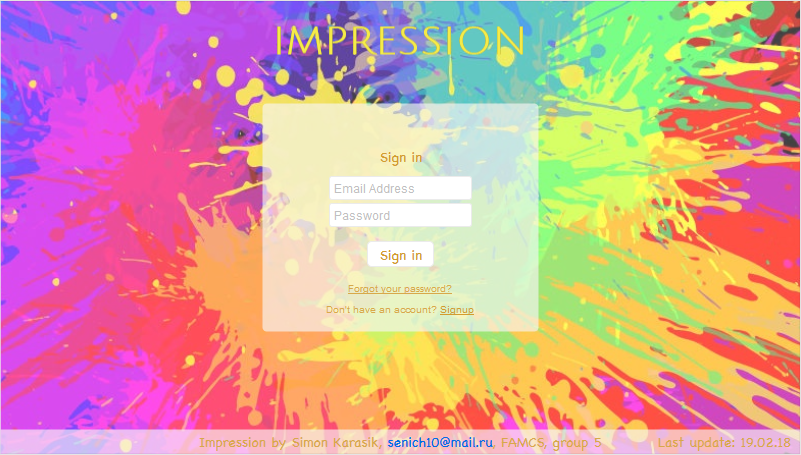 IMPRESSION
Sign in
Email Address
Password
Sign in
Forgot your password?
Don't have an account? Signup
Impression by Simon Karasik, senich10@mail.ru, FAMCS, group 5 Last update: 19.02.18